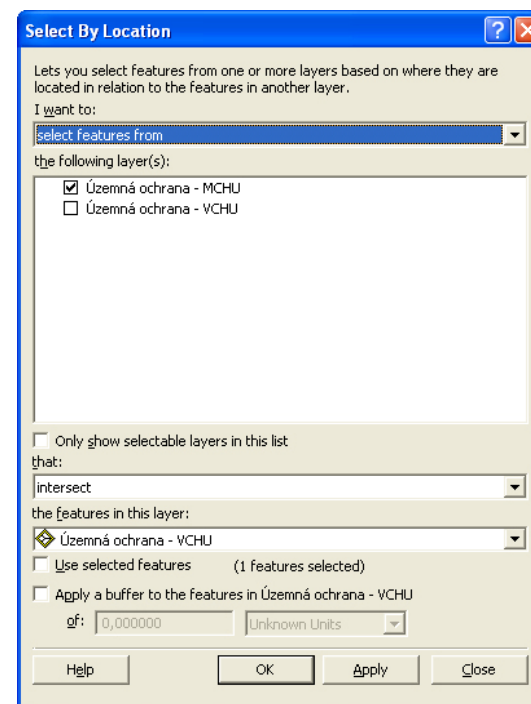 Select By Location
Lets you select features from one or more layers based on where they are
located in relation to the features in another layer.
I want to:
select features from
the following layer(s):
Územná ochrana - MCHU
Územná ochrana - VCHU
Only show selectable layers in this list
that:
intersect
the features in this layer:
Územná ochrana - VCHU
Use selected features (1 features selected)
Apply a buffer to the features in Územná ochrana - VCHU
of: 0,000000 Unknown Units
Help OK Apply Close